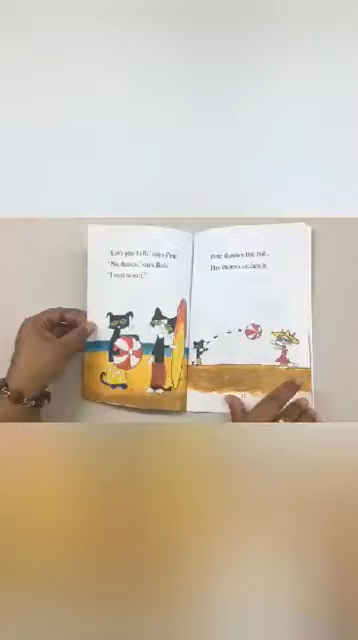 "Let's play ball," says Pete.
"No, thanks," says Bob.
"I want to surf."
Pete throws the ball.
His mom catches it.